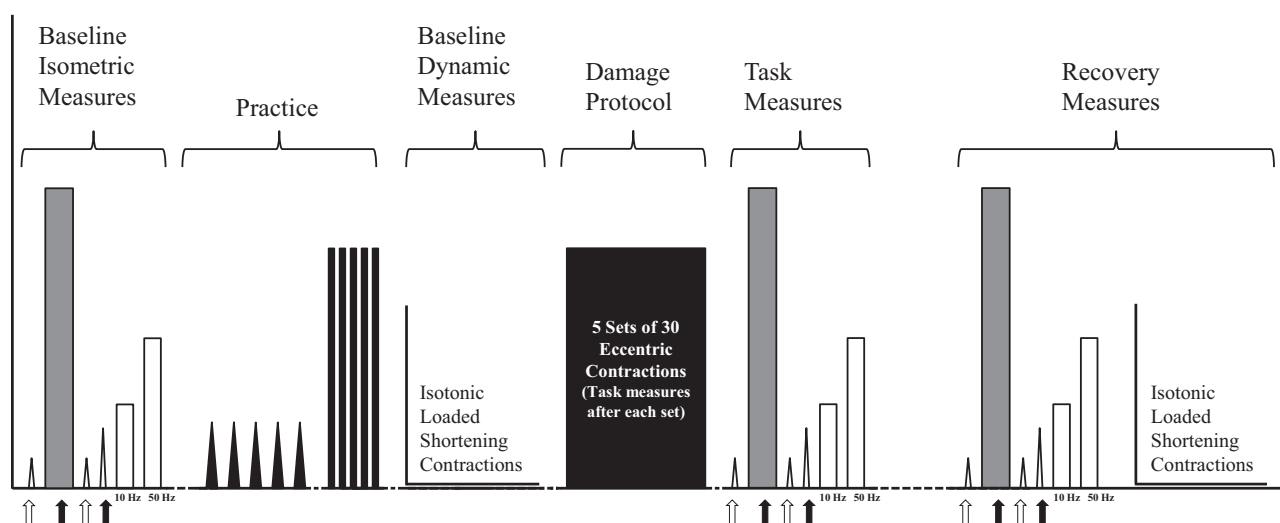 Baseline
Isometric
Measures
Practice
Baseline
Dynamic
Measures
Damage
Protocol
Task
Measures
Recovery
Measures
5 Sets of 30
Eccentric
Contractions
(Task measures
after each set)
Isotonic
Loaded
Shortening
Contractions
Isotonic
Loaded
Shortening
Contractions
10 Hz 50 Hz
10 Hz 50 Hz
10 Hz 50 Hz